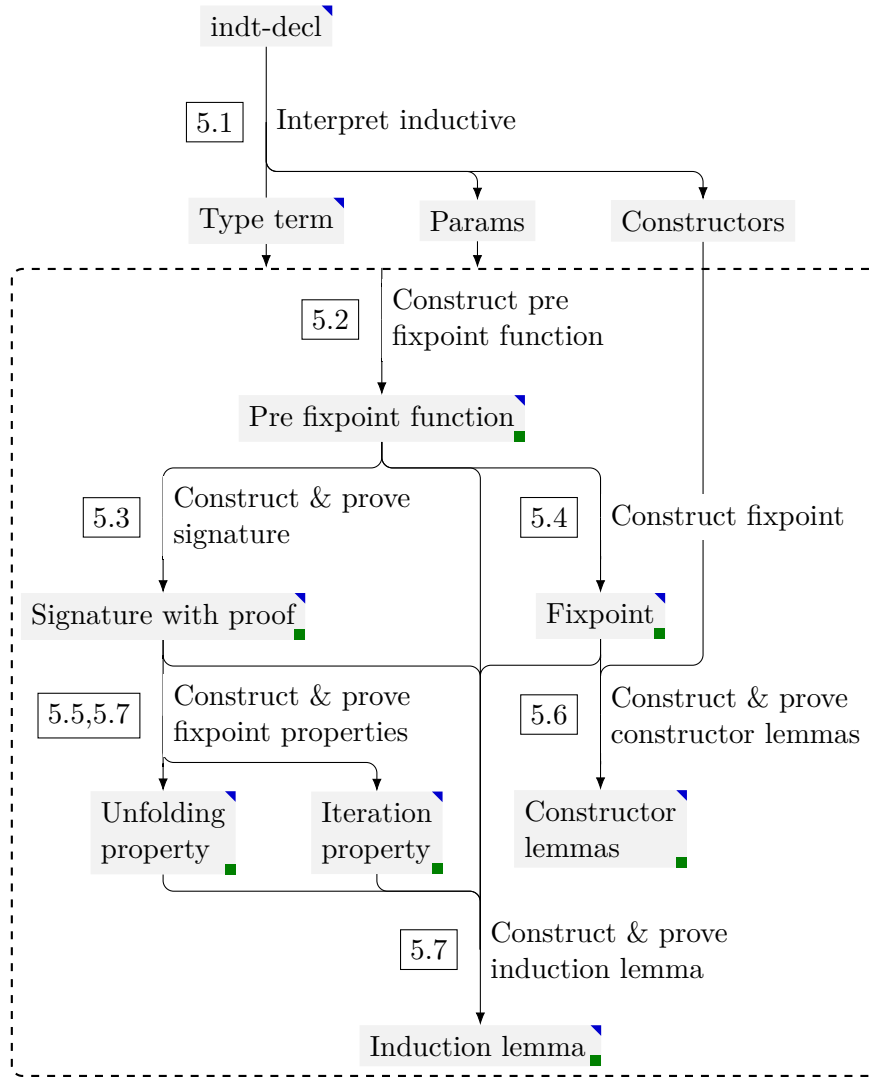 indt-decl
5.1
Interpret inductive
Type term
Params
Constructors
5.2
Construct pre
fixpoint function
Pre fixpoint function
5.3
Construct & prove
signature
5.4
Construct fixpoint
Signature with proof
Fixpoint
5.5,5.7
Construct & prove
fixpoint properties
5.6
Construct & prove
constructor lemmas
Unfolding
property
Iteration
property
Constructor
lemmas
5.7
Construct & prove
induction lemma
Induction lemma